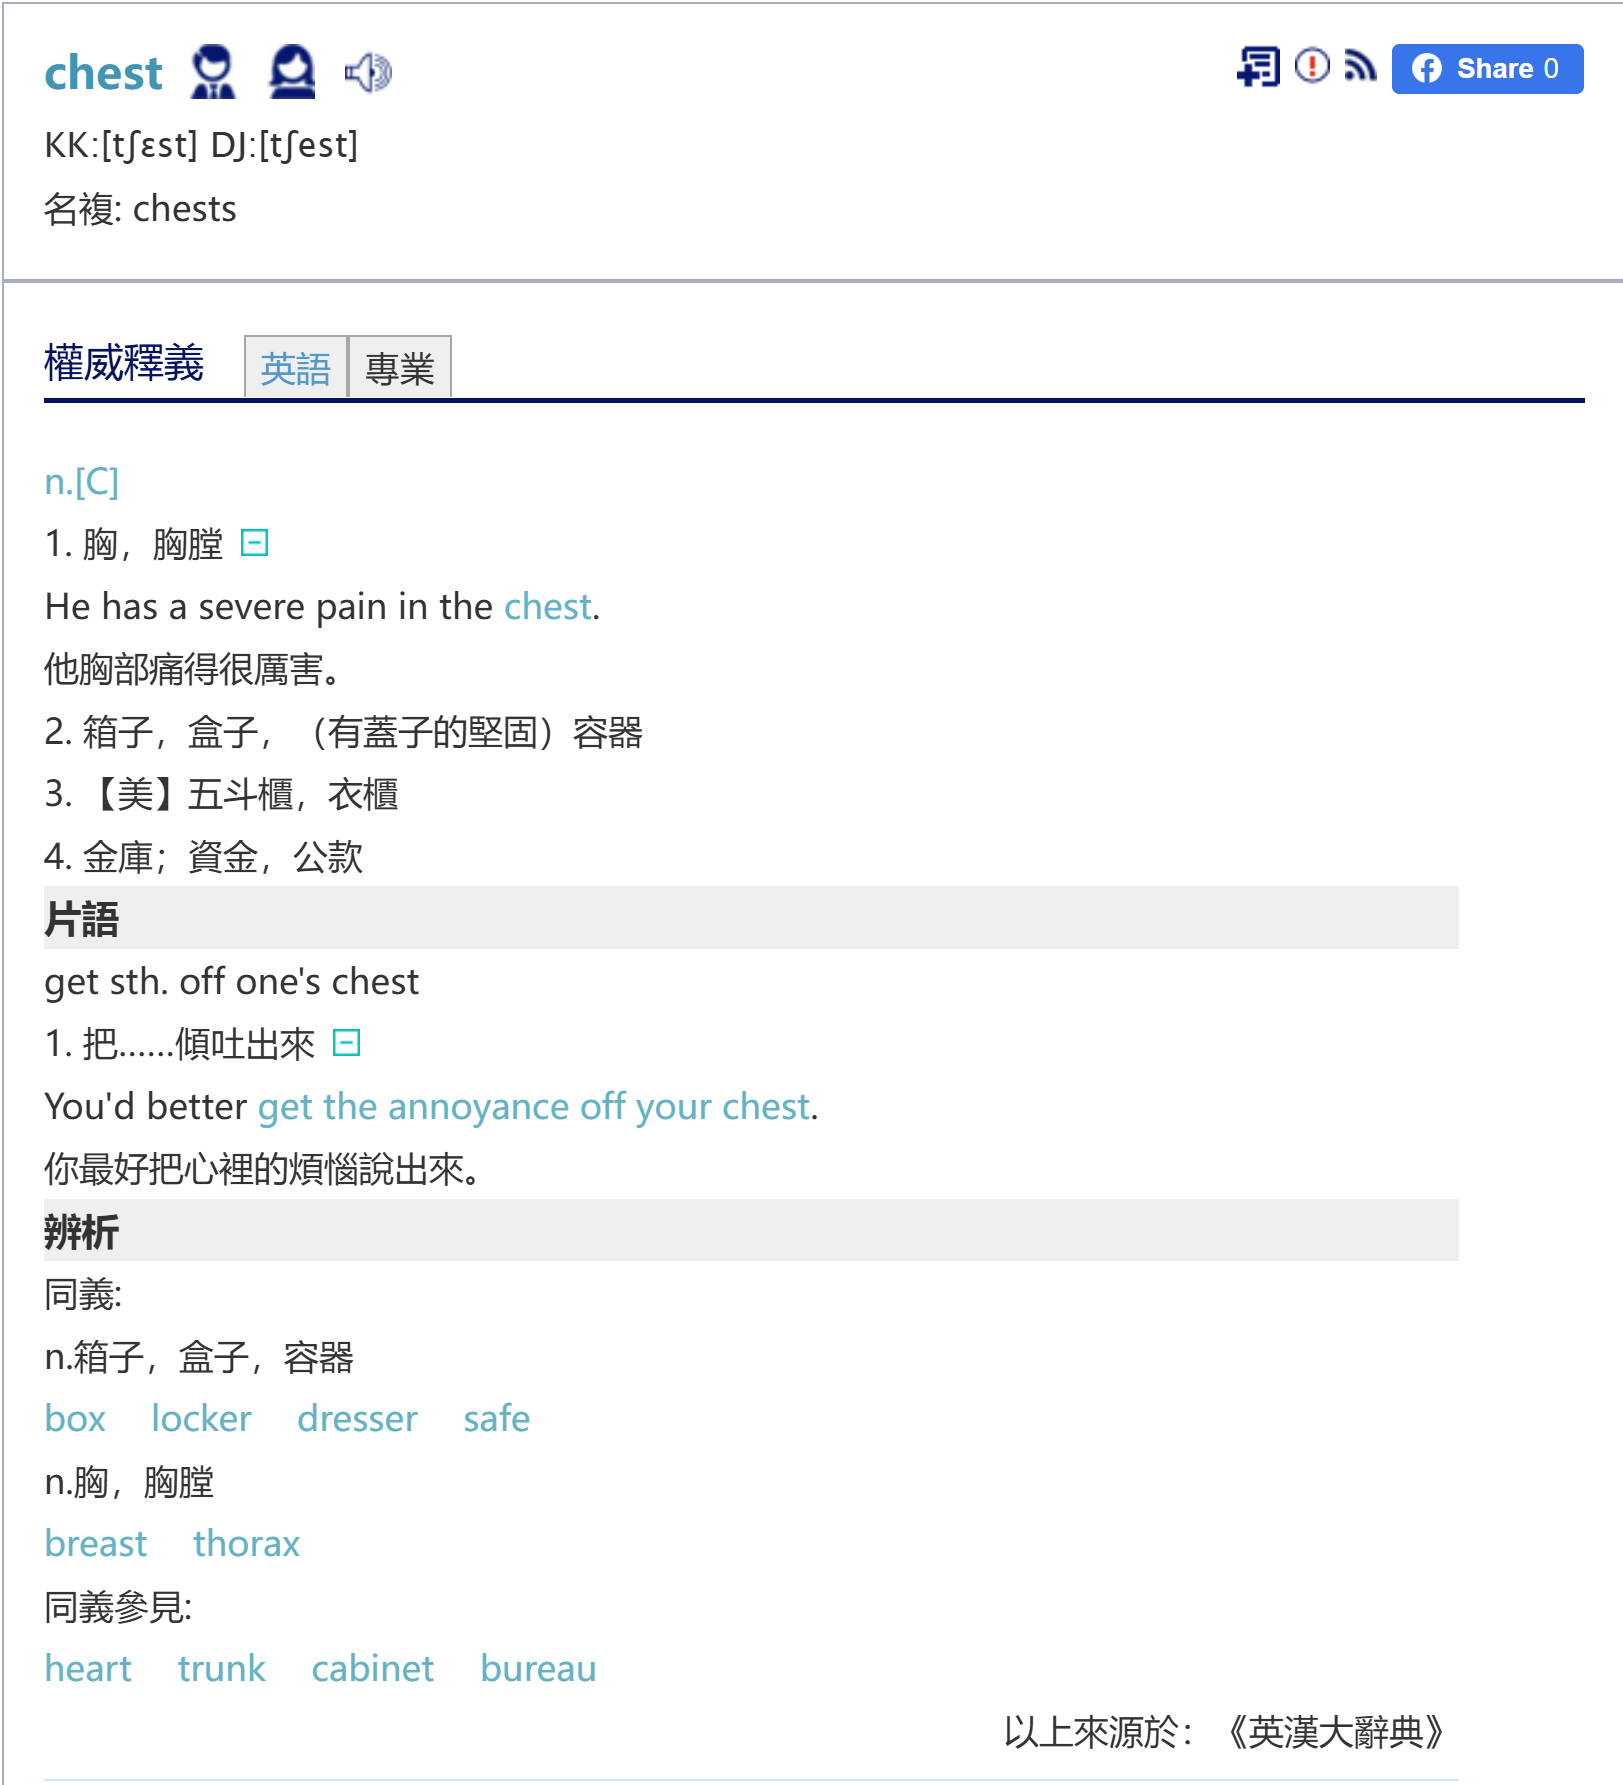 chest
Share 0
KK:[tʃɛst] DJ:[tʃest]
名複: chests
權威釋義 英語 專業
n.[C]
1. 胸，胸膛
He has a severe pain in the chest.
他胸部痛得很厲害。
2. 箱子，盒子，（有蓋子的堅固）容器
3. 【美】五斗櫃，衣櫃
4. 金庫；資金，公款
片語
get sth. off one's chest
1. 把……傾吐出來
You'd better get the annoyance off your chest.
你最好把心裡的煩惱說出來。
辨析
同義:
n.箱子，盒子，容器
box locker dresser safe
n.胸，胸膛
breast thorax
同義參見:
heart trunk cabinet bureau
以上來源於：《英漢大辭典》